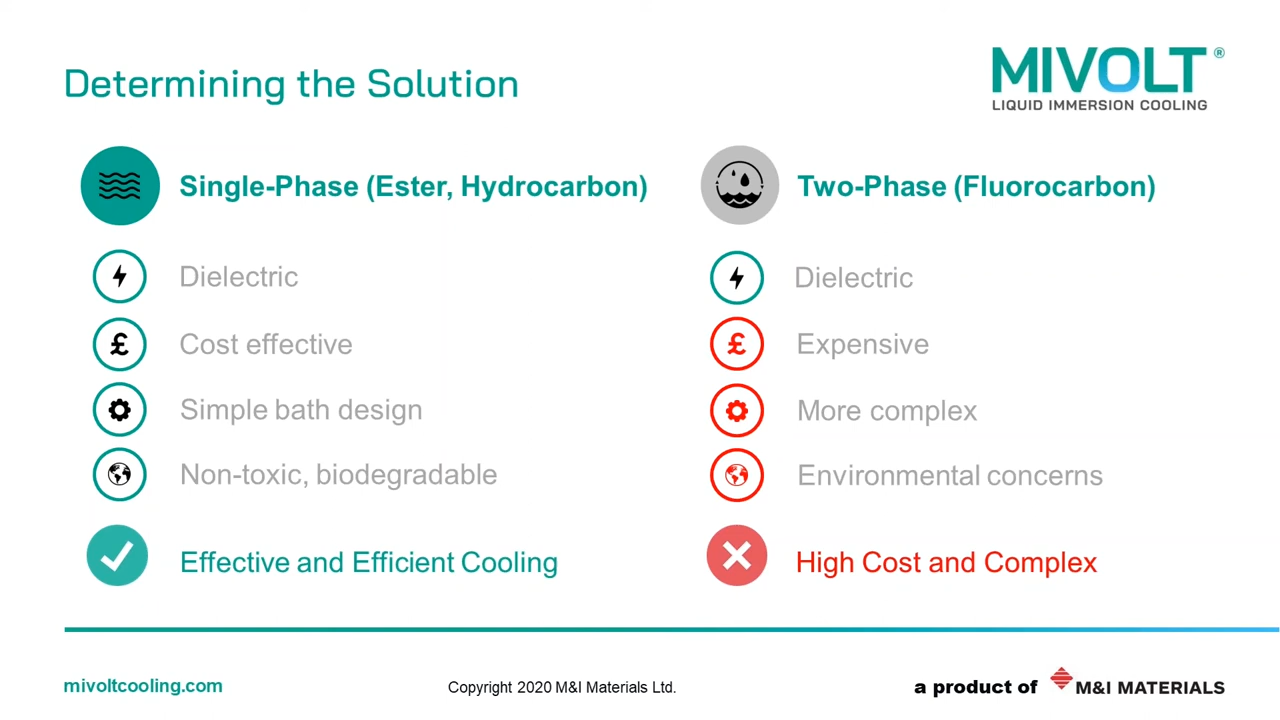 Determining the Solution
MIVOLT®
LIQUID IMMERSION COOLING
Single-Phase (Ester, Hydrocarbon)
Dielectric
£
Cost effective
Simple bath design
Non-toxic, biodegradable
Effective and Efficient Cooling
Two-Phase (Fluorocarbon)
Dielectric
£
Expensive
More complex
Environmental concerns
High Cost and Complex
mivoltcooling.com
Copyright 2020 M&I Materials Ltd.
a product of M&I MATERIALS